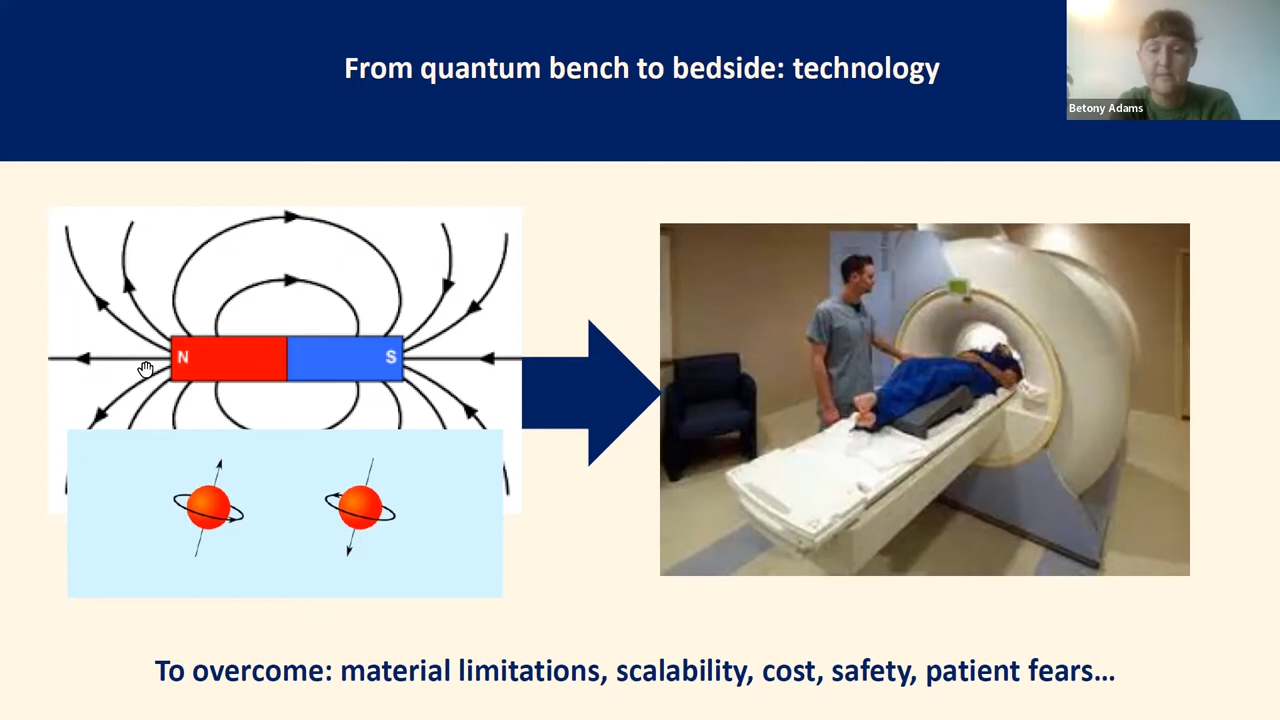 From quantum bench to bedside: technology
Betony Adams
N
S
To overcome: material limitations, scalability, cost, safety, patient fears...